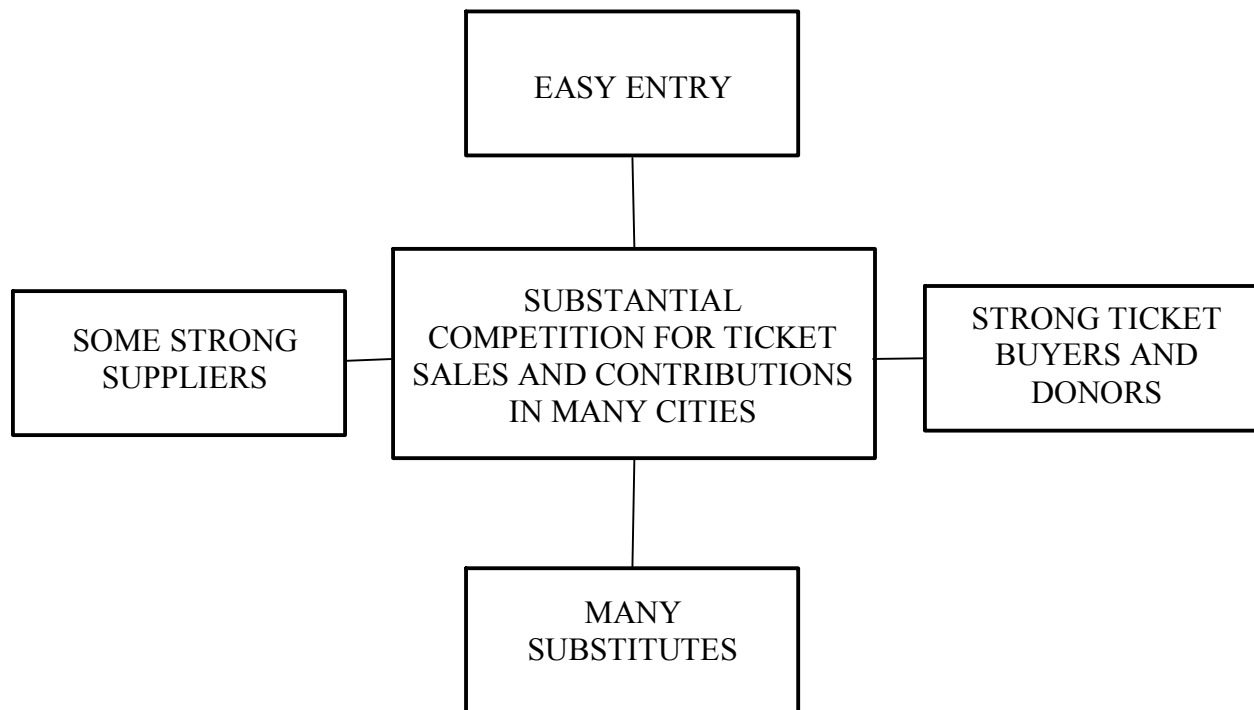 EASY ENTRY
SOME STRONG
SUPPLIERS
SUBSTANTIAL
COMPETITION FOR TICKET
SALES AND CONTRIBUTIONS
IN MANY CITIES
STRONG TICKET
BUYERS AND
DONORS
MANY
SUBSTITUTES